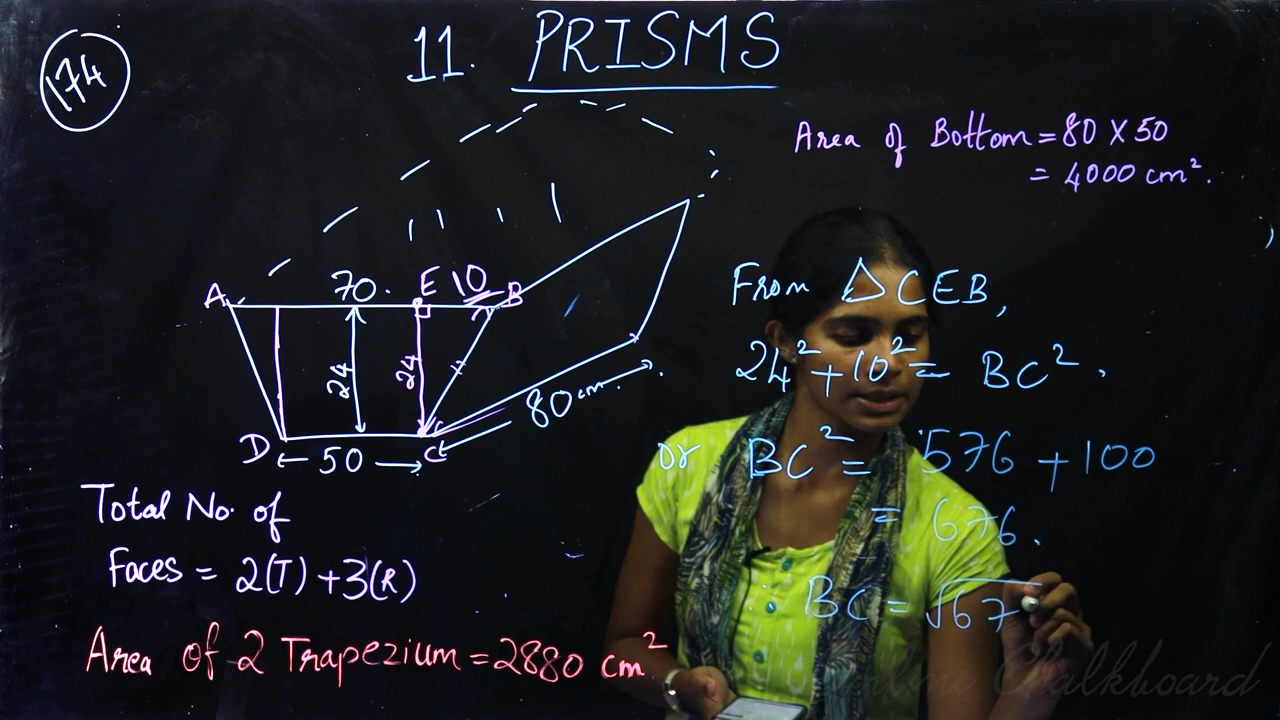 174
11. PRISMS
Area of Bottom = 80 X 50
= 4000 cm².
A 70. E 10 B
24 24
D 50 C
80 cm.
From △CEB,
24² + 10² = BC².
or BC² = 576 + 100
= 676.
BC = √67
Total No. of
Faces = 2(T) + 3(R)
Area of 2 Trapezium = 2880 cm²
Chalkboard